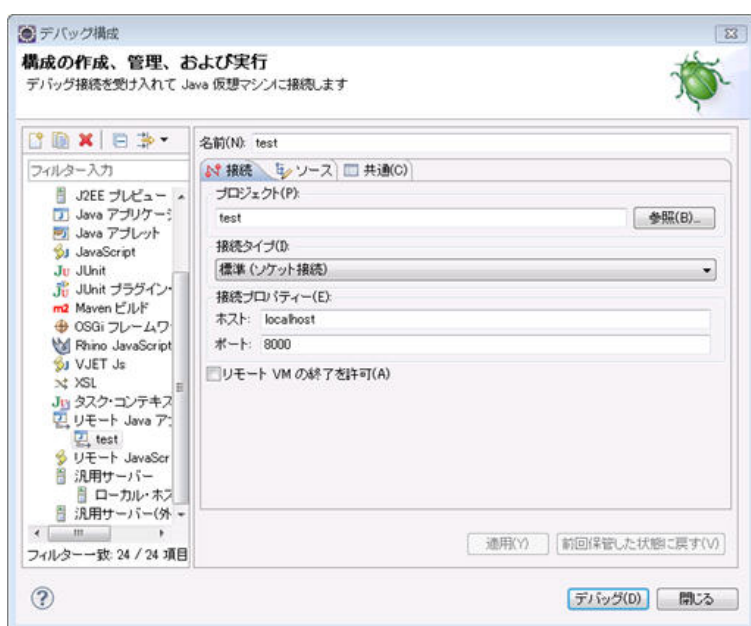 デバッグ構成
構成の作成、管理、および実行
デバッグ接続を受け入れて Java 仮想マシンに接続します
名前(N): test
フィルター入力
接続
ソース
共通(C)
J2EE プレビュー
Java アプリケーシ
Java アプレット
JavaScript
JUnit
JUnit プラグイン・
Maven ビルド
OSGi フレームワ
Rhino JavaScript
VJET Js
XSL
タスク・コンテキス
リモート Java ア
test
リモート JavaScr
汎用サーバー
ローカル・ホス
汎用サーバー(外
フィルター一致: 24 / 24 項目
プロジェクト(P):
test
参照(B)...
接続タイプ(I):
標準 (ソケット接続)
接続プロパティー(E):
ホスト: localhost
ポート: 8000
リモート VM の終了を許可(A)
適用(Y)
前回保管した状態に戻す(V)
デバッグ(D)
閉じる